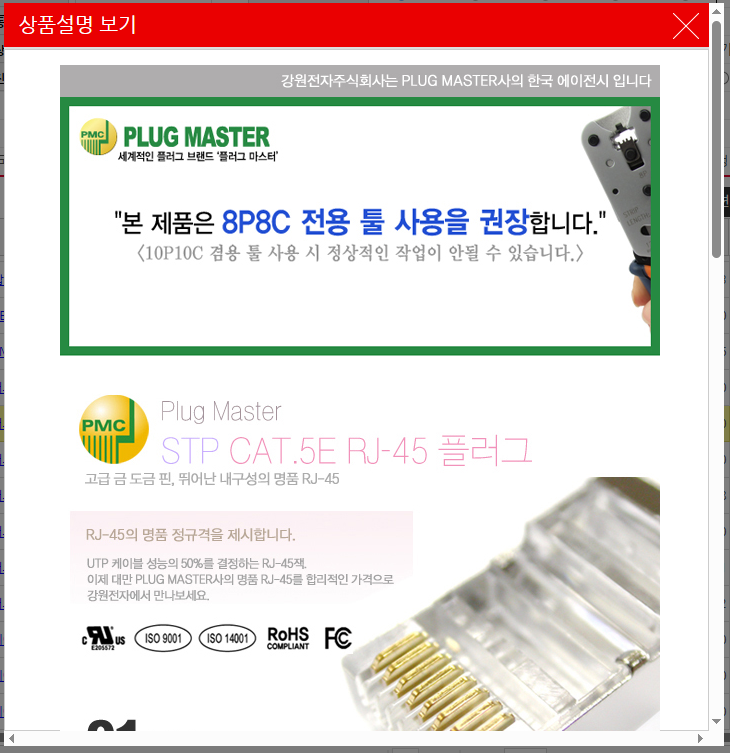 상품설명 보기
강원전자주식회사는 PLUG MASTER사의 한국 에이전시 입니다
PMC PLUG MASTER
세계적인 플러그 브랜드 '플러그 마스터'
"본 제품은 8P8C 전용 툴 사용을 권장합니다."
〈10P10C 겸용 툴 사용 시 정상적인 작업이 안될 수 있습니다.〉
PMC
Plug Master
STP CAT.5E RJ-45 플러그
고급 금 도금 핀, 뛰어난 내구성의 명품 RJ-45
RJ-45의 명품 정규격을 제시합니다.
UTP 케이블 성능의 50%를 결정하는 RJ-45잭.
이제 대만 PLUG MASTER사의 명품 RJ-45를 합리적인 가격으로
강원전자에서 만나보세요.
c RU us E205572 ISO 9001 ISO 14001 RoHS COMPLIANT FC